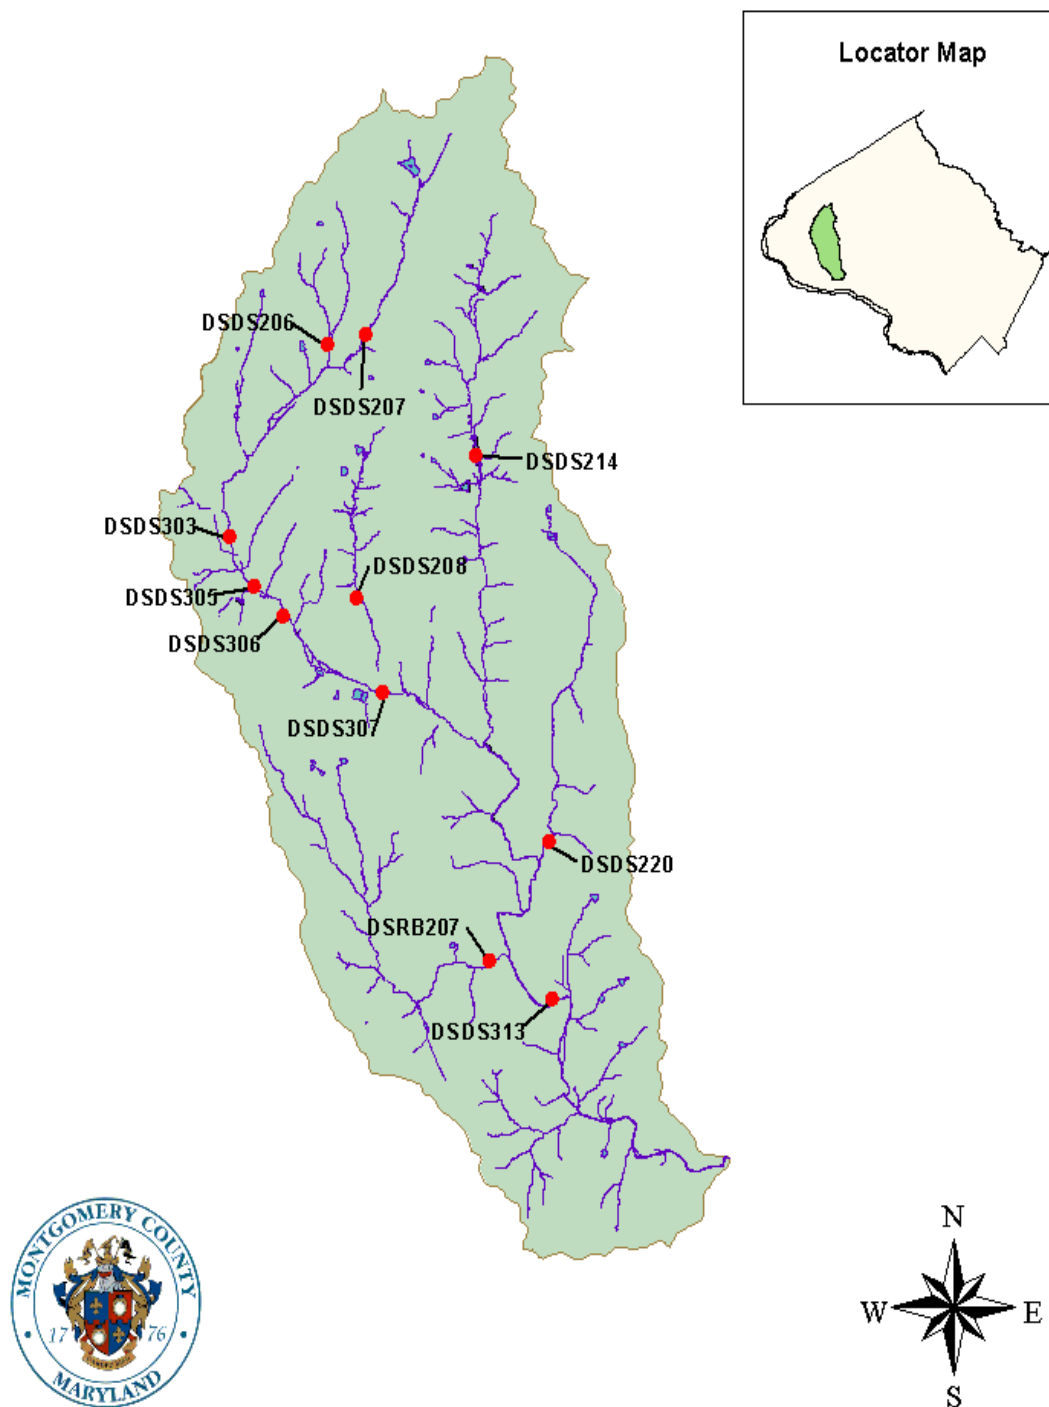 Locator Map
DSDS206
DSDS207
DSDS214
DSDS303
DSDS208
DSDS305
DSDS306
DSDS307
DSDS220
DSRB207
DSDS313
MONTGOMERY COUNTY
17 76
MARYLAND
N
W E
S